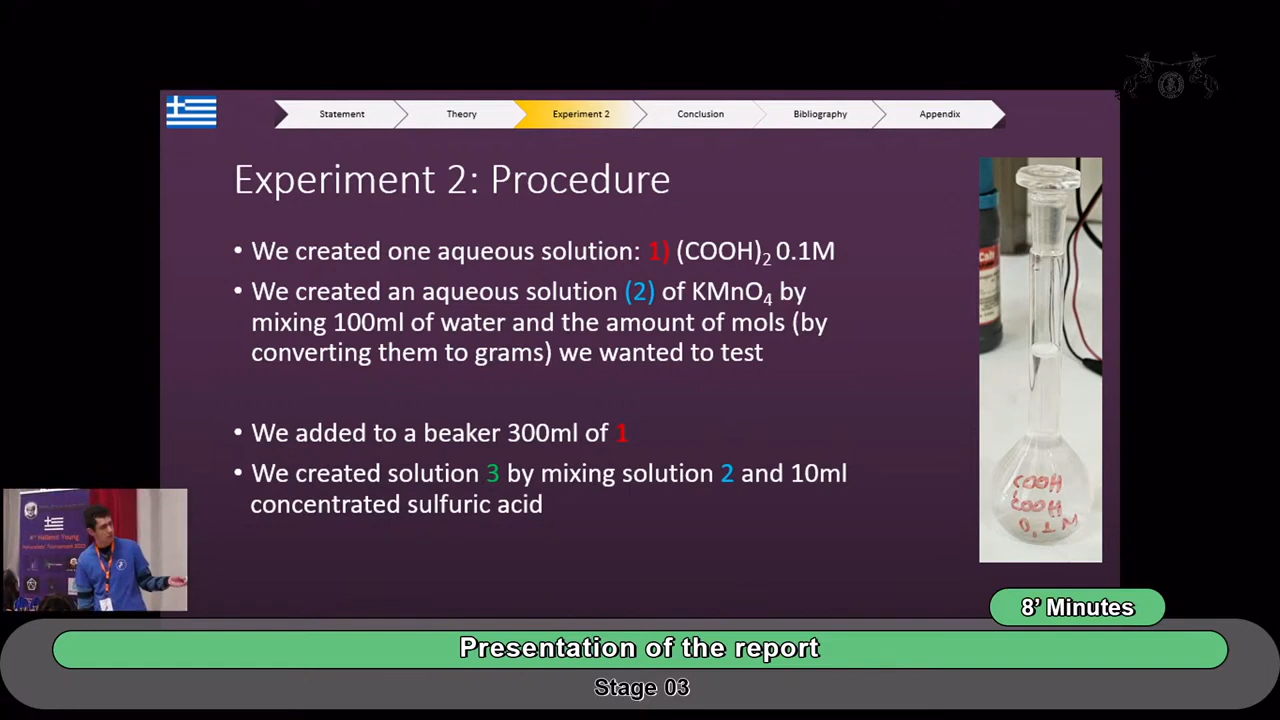 Statement
Theory
Experiment 2
Conclusion
Bibliography
Appendix
Experiment 2: Procedure
• We created one aqueous solution: 1) (COOH)₂ 0.1M
• We created an aqueous solution (2) of KMnO₄ by
mixing 100ml of water and the amount of mols (by
converting them to grams) we wanted to test
• We added to a beaker 300ml of 1
• We created solution 3 by mixing solution 2 and 10ml
concentrated sulfuric acid
COOH
COOH
0,1 M
8’ Minutes
Presentation of the report
Stage 03